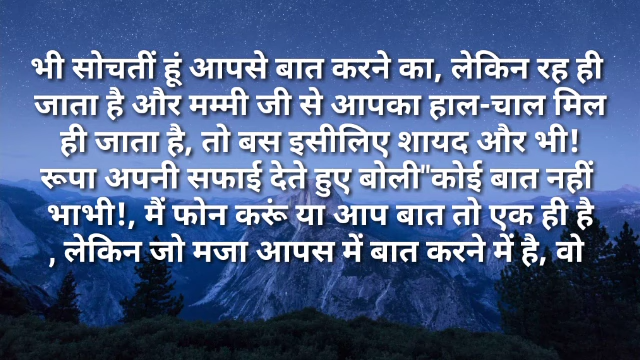 भी सोचतीं हूं आपसे बात करने का, लेकिन रह ही
जाता है और मम्मी जी से आपका हाल-चाल मिल
ही जाता है, तो बस इसीलिए शायद और भी!
रूपा अपनी सफाई देते हुए बोली"कोई बात नहीं
भाभी!, मैं फोन करूं या आप बात तो एक ही है
, लेकिन जो मजा आपस में बात करने में है, वो